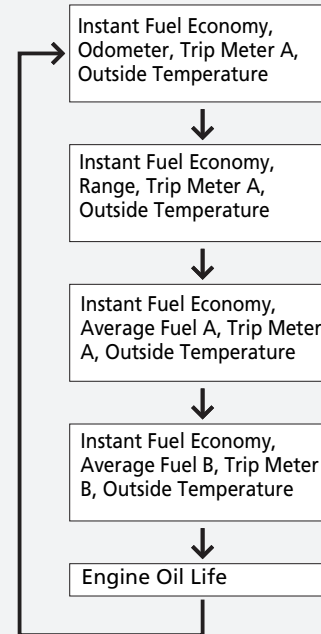 Instant Fuel Economy,
Odometer, Trip Meter A,
Outside Temperature
Instant Fuel Economy,
Range, Trip Meter A,
Outside Temperature
Instant Fuel Economy,
Average Fuel A, Trip Meter
A, Outside Temperature
Instant Fuel Economy,
Average Fuel B, Trip Meter
B, Outside Temperature
Engine Oil Life